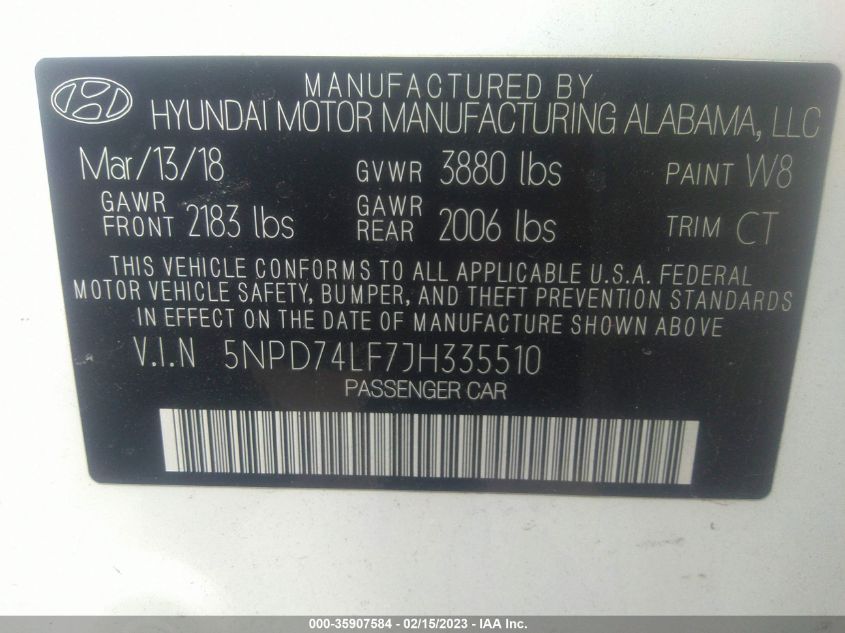 MANUFACTURED BY
HYUNDAI MOTOR MANUFACTURING ALABAMA, LLC
Mar/13/18 GVWR 3880 lbs PAINT W8
GAWR FRONT 2183 lbs GAWR REAR 2006 lbs TRIM CT
THIS VEHICLE CONFORMS TO ALL APPLICABLE U.S.A. FEDERAL
MOTOR VEHICLE SAFETY, BUMPER, AND THEFT PREVENTION STANDARDS
IN EFFECT ON THE DATE OF MANUFACTURE SHOWN ABOVE
V.I.N 5NPD74LF7JH335510
PASSENGER CAR
000-35907584 - 02/15/2023 - IAA Inc.